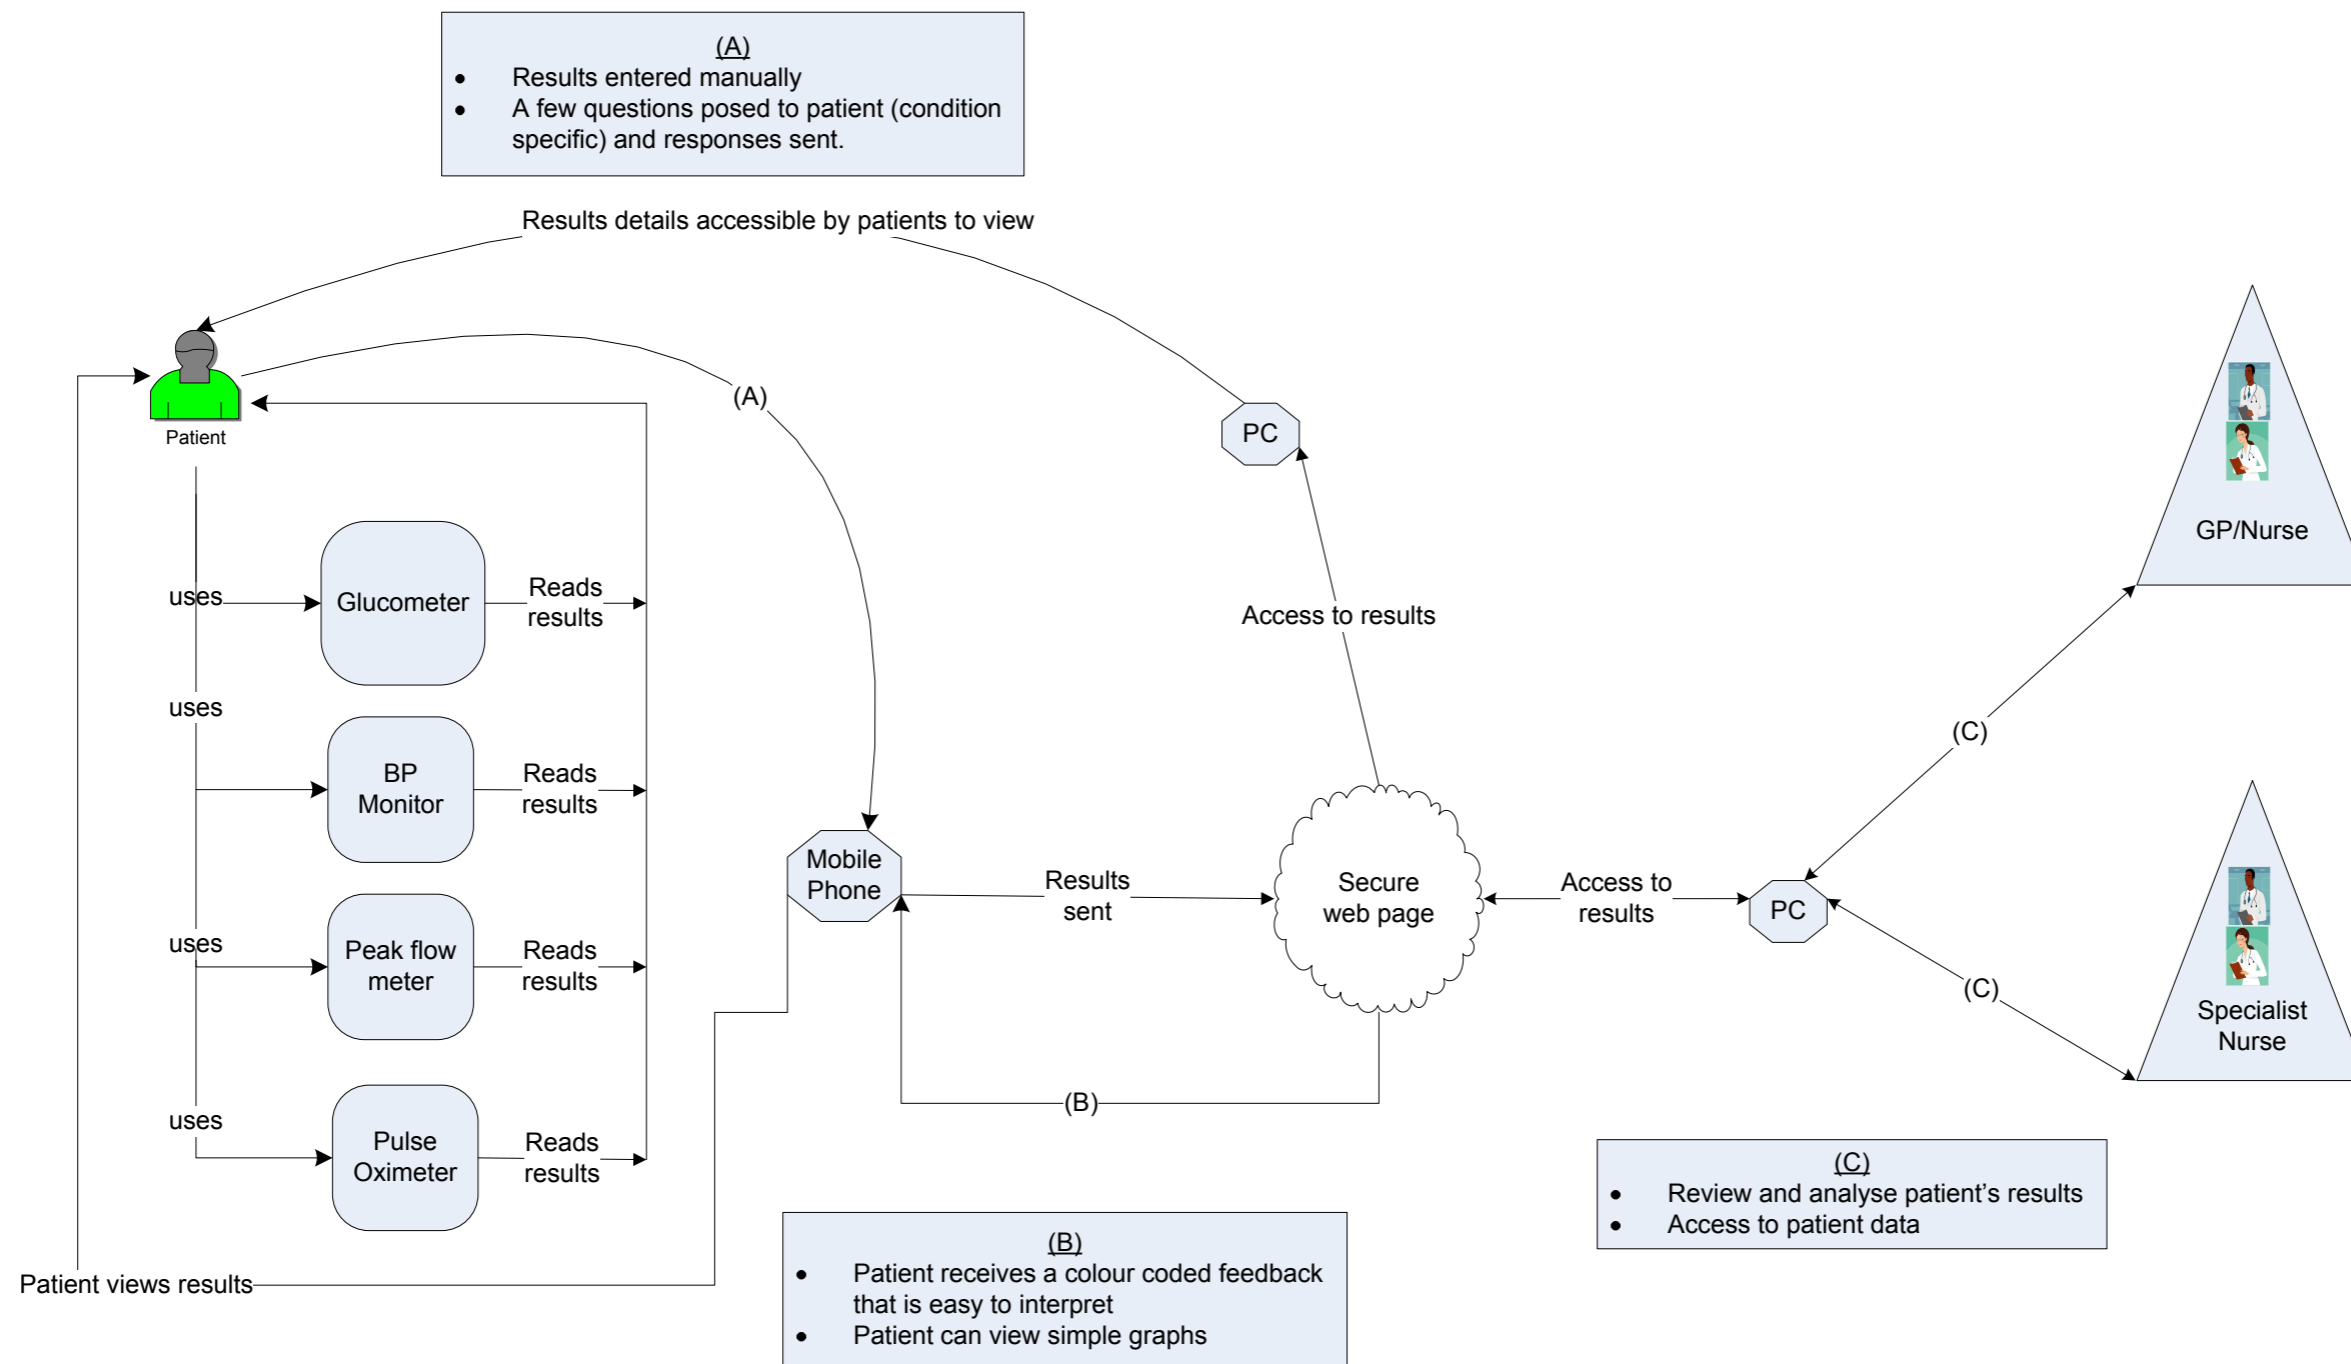 (A)
• Results entered manually
• A few questions posed to patient (condition
specific) and responses sent.
Results details accessible by patients to view
Patient
(A)
PC
GP/Nurse
uses
Glucometer
Reads
results
Access to results
uses
BP
Monitor
Reads
results
(C)
Mobile
Phone
Results
sent
Secure
web page
Access to
results
PC
uses
Peak flow
meter
Reads
results
(C)
Specialist
Nurse
uses
Pulse
Oximeter
Reads
results
(B)
(C)
• Review and analyse patient’s results
• Access to patient data
Patient views results
(B)
• Patient receives a colour coded feedback
that is easy to interpret
• Patient can view simple graphs